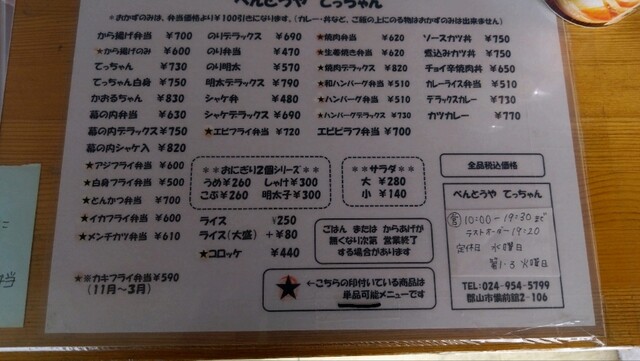 べんとうや てっちゃん
*おかずのみは、弁当価格より¥100引きになります。(カレー・丼など、ご飯の上にのる物はおかずのみは出来ません)
から揚げ弁当 ¥700
★から揚げのみ ¥600
てっちゃん ¥730
てっちゃん白身 ¥750
かおるちゃん ¥830
幕の内弁当 ¥630
幕の内デラックス¥750
幕の内シャケ入 ¥820
★アジフライ弁当 ¥600
★白身フライ弁当 ¥500
★とんかつ弁当 ¥700
★イカフライ弁当 ¥600
★メンチカツ弁当 ¥610
★※カキフライ弁当¥590
(11月~3月)
のりデラックス ¥690
のり弁当 ¥470
のり明太 ¥570
明太デラックス ¥790
シャケ弁 ¥480
シャケデラックス ¥690
★エビフライ弁当 ¥720
★焼肉弁当 ¥620
★生姜焼き弁当 ¥620
★焼肉デラックス ¥820
★和ハンバーグ弁当 ¥510
★ハンバーグ弁当 ¥510
★ハンバーグデラックス ¥730
エビピラフ弁当 ¥700
ソースカツ丼 ¥750
煮込みカツ丼 ¥750
チョイ辛焼肉丼 ¥650
カレーライス弁当 ¥510
デラックスカレー ¥730
カツカレー ¥770
**おにぎり2個シリーズ**
うめ¥260 しゃけ¥300
こぶ¥260 明太子¥300
**サラダ**
大 ¥280
小 ¥140
ライス ¥250
ライス(大盛) +¥80
★コロッケ ¥440
ごはん または からあげが
無くない次第 営業終了
する場合があります
★ ←こちらの印付いている商品は
単品可能メニューです
全品税込価格
べんとうや てっちゃん
営 10:00-19:30まで
ラストオーダー 19:20
定休日 水曜日
第1・3 火曜日
TEL:024-954-5799
郡山市備前舘2-106